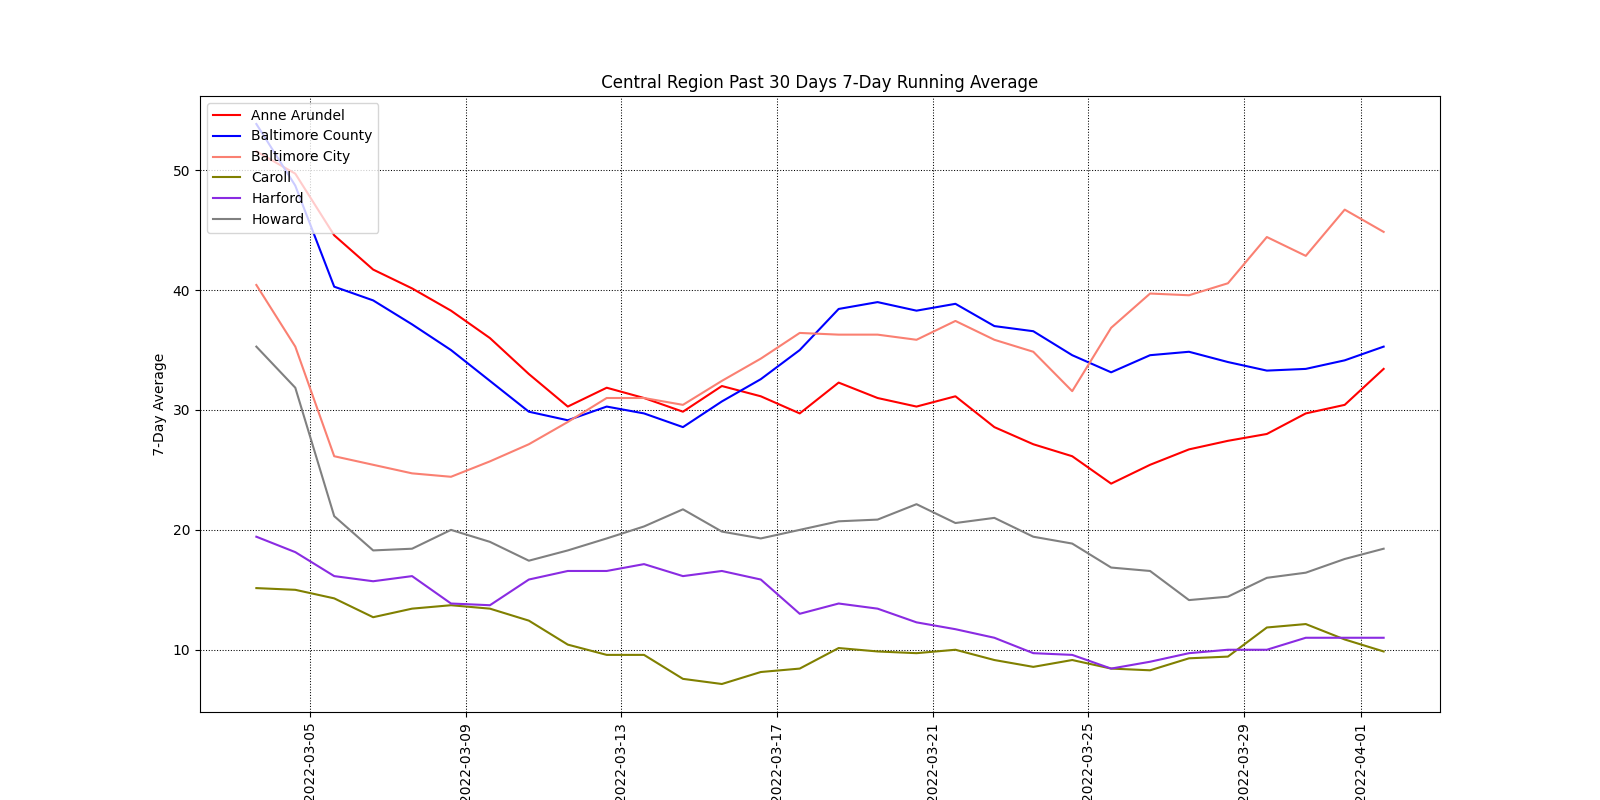 Central Region Past 30 Days 7-Day Running Average
Anne Arundel
Baltimore County
Baltimore City
Caroll
Harford
Howard
7-Day Average
50
40
30
20
10
2022-03-05
2022-03-09
2022-03-13
2022-03-17
2022-03-21
2022-03-25
2022-03-29
2022-04-01